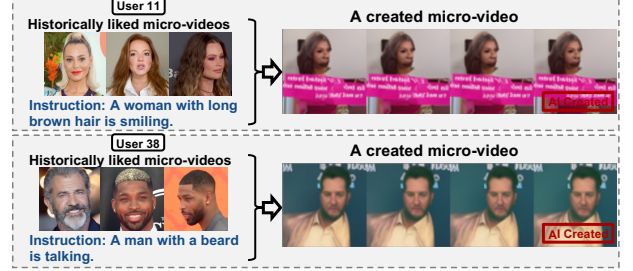 User 11
Historically liked micro-videos
Instruction: A woman with long
brown hair is smiling.
A created micro-video
AI Created
User 38
Historically liked micro-videos
Instruction: A man with a beard
is talking.
A created micro-video
AI Created